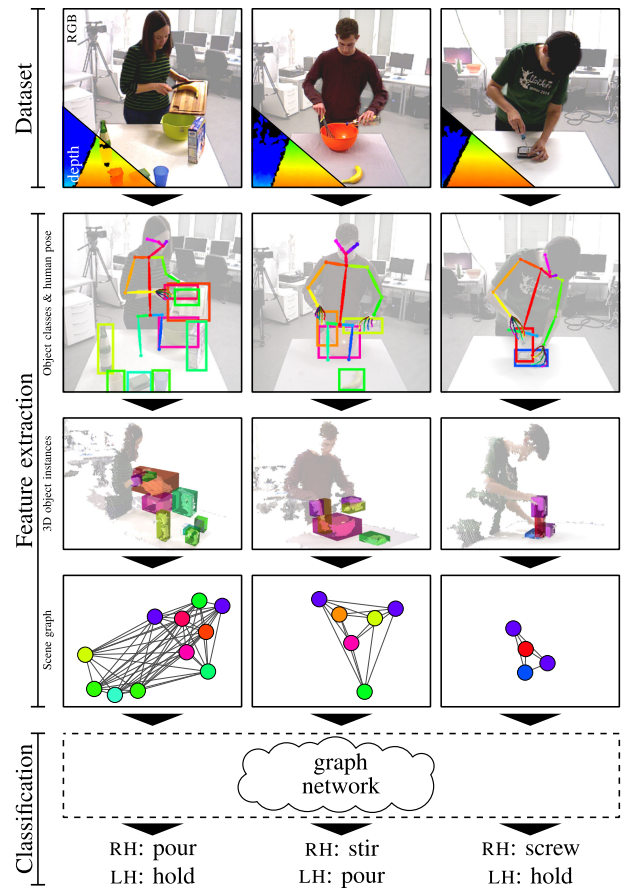 Dataset
RGB
depth
Feature extraction
Object classes & human pose
3D object instances
Scene graph
Classification
graph
network
RH: pour
LH: hold
RH: stir
LH: pour
RH: screw
LH: hold